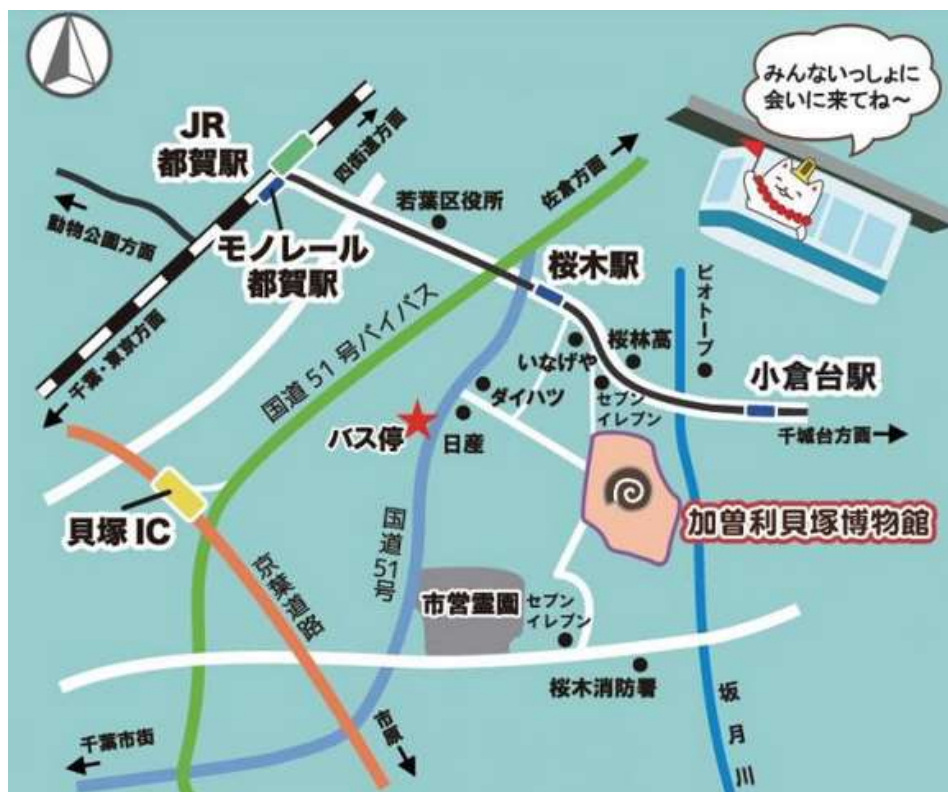 みんないっしょに
会いに来てね～
JR
都賀駅
四街道方面
動物公園方面
モノレール
都賀駅
千葉・東京方面
若葉区役所
佐倉方面
桜木駅
国道51号バイパス
いなげや
桜林高
ビオトープ
小倉台駅
千城台方面
セブン
イレブン
ダイハツ
バス停
日産
貝塚IC
加曽利貝塚博物館
国道51号
京葉道路
市営霊園
セブン
イレブン
桜木消防署
坂月川
千葉市街
市原